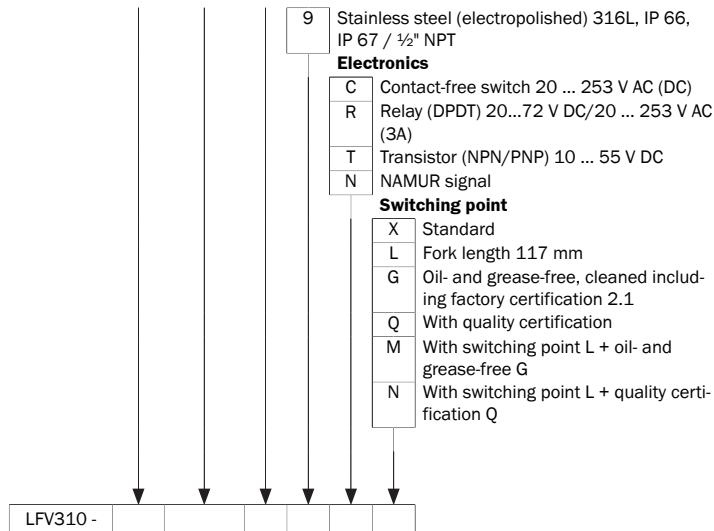 9 Stainless steel (electropolished) 316L, IP 66,
IP 67 / ½" NPT
Electronics
C Contact-free switch 20 ... 253 V AC (DC)
R Relay (DPDT) 20...72 V DC/20 ... 253 V AC
(3A)
T Transistor (NPN/PNP) 10 ... 55 V DC
N NAMUR signal
Switching point
X Standard
L Fork length 117 mm
G Oil- and grease-free, cleaned includ-
ing factory certification 2.1
Q With quality certification
M With switching point L + oil- and
grease-free G
N With switching point L + quality certi-
fication Q
LFV310 -